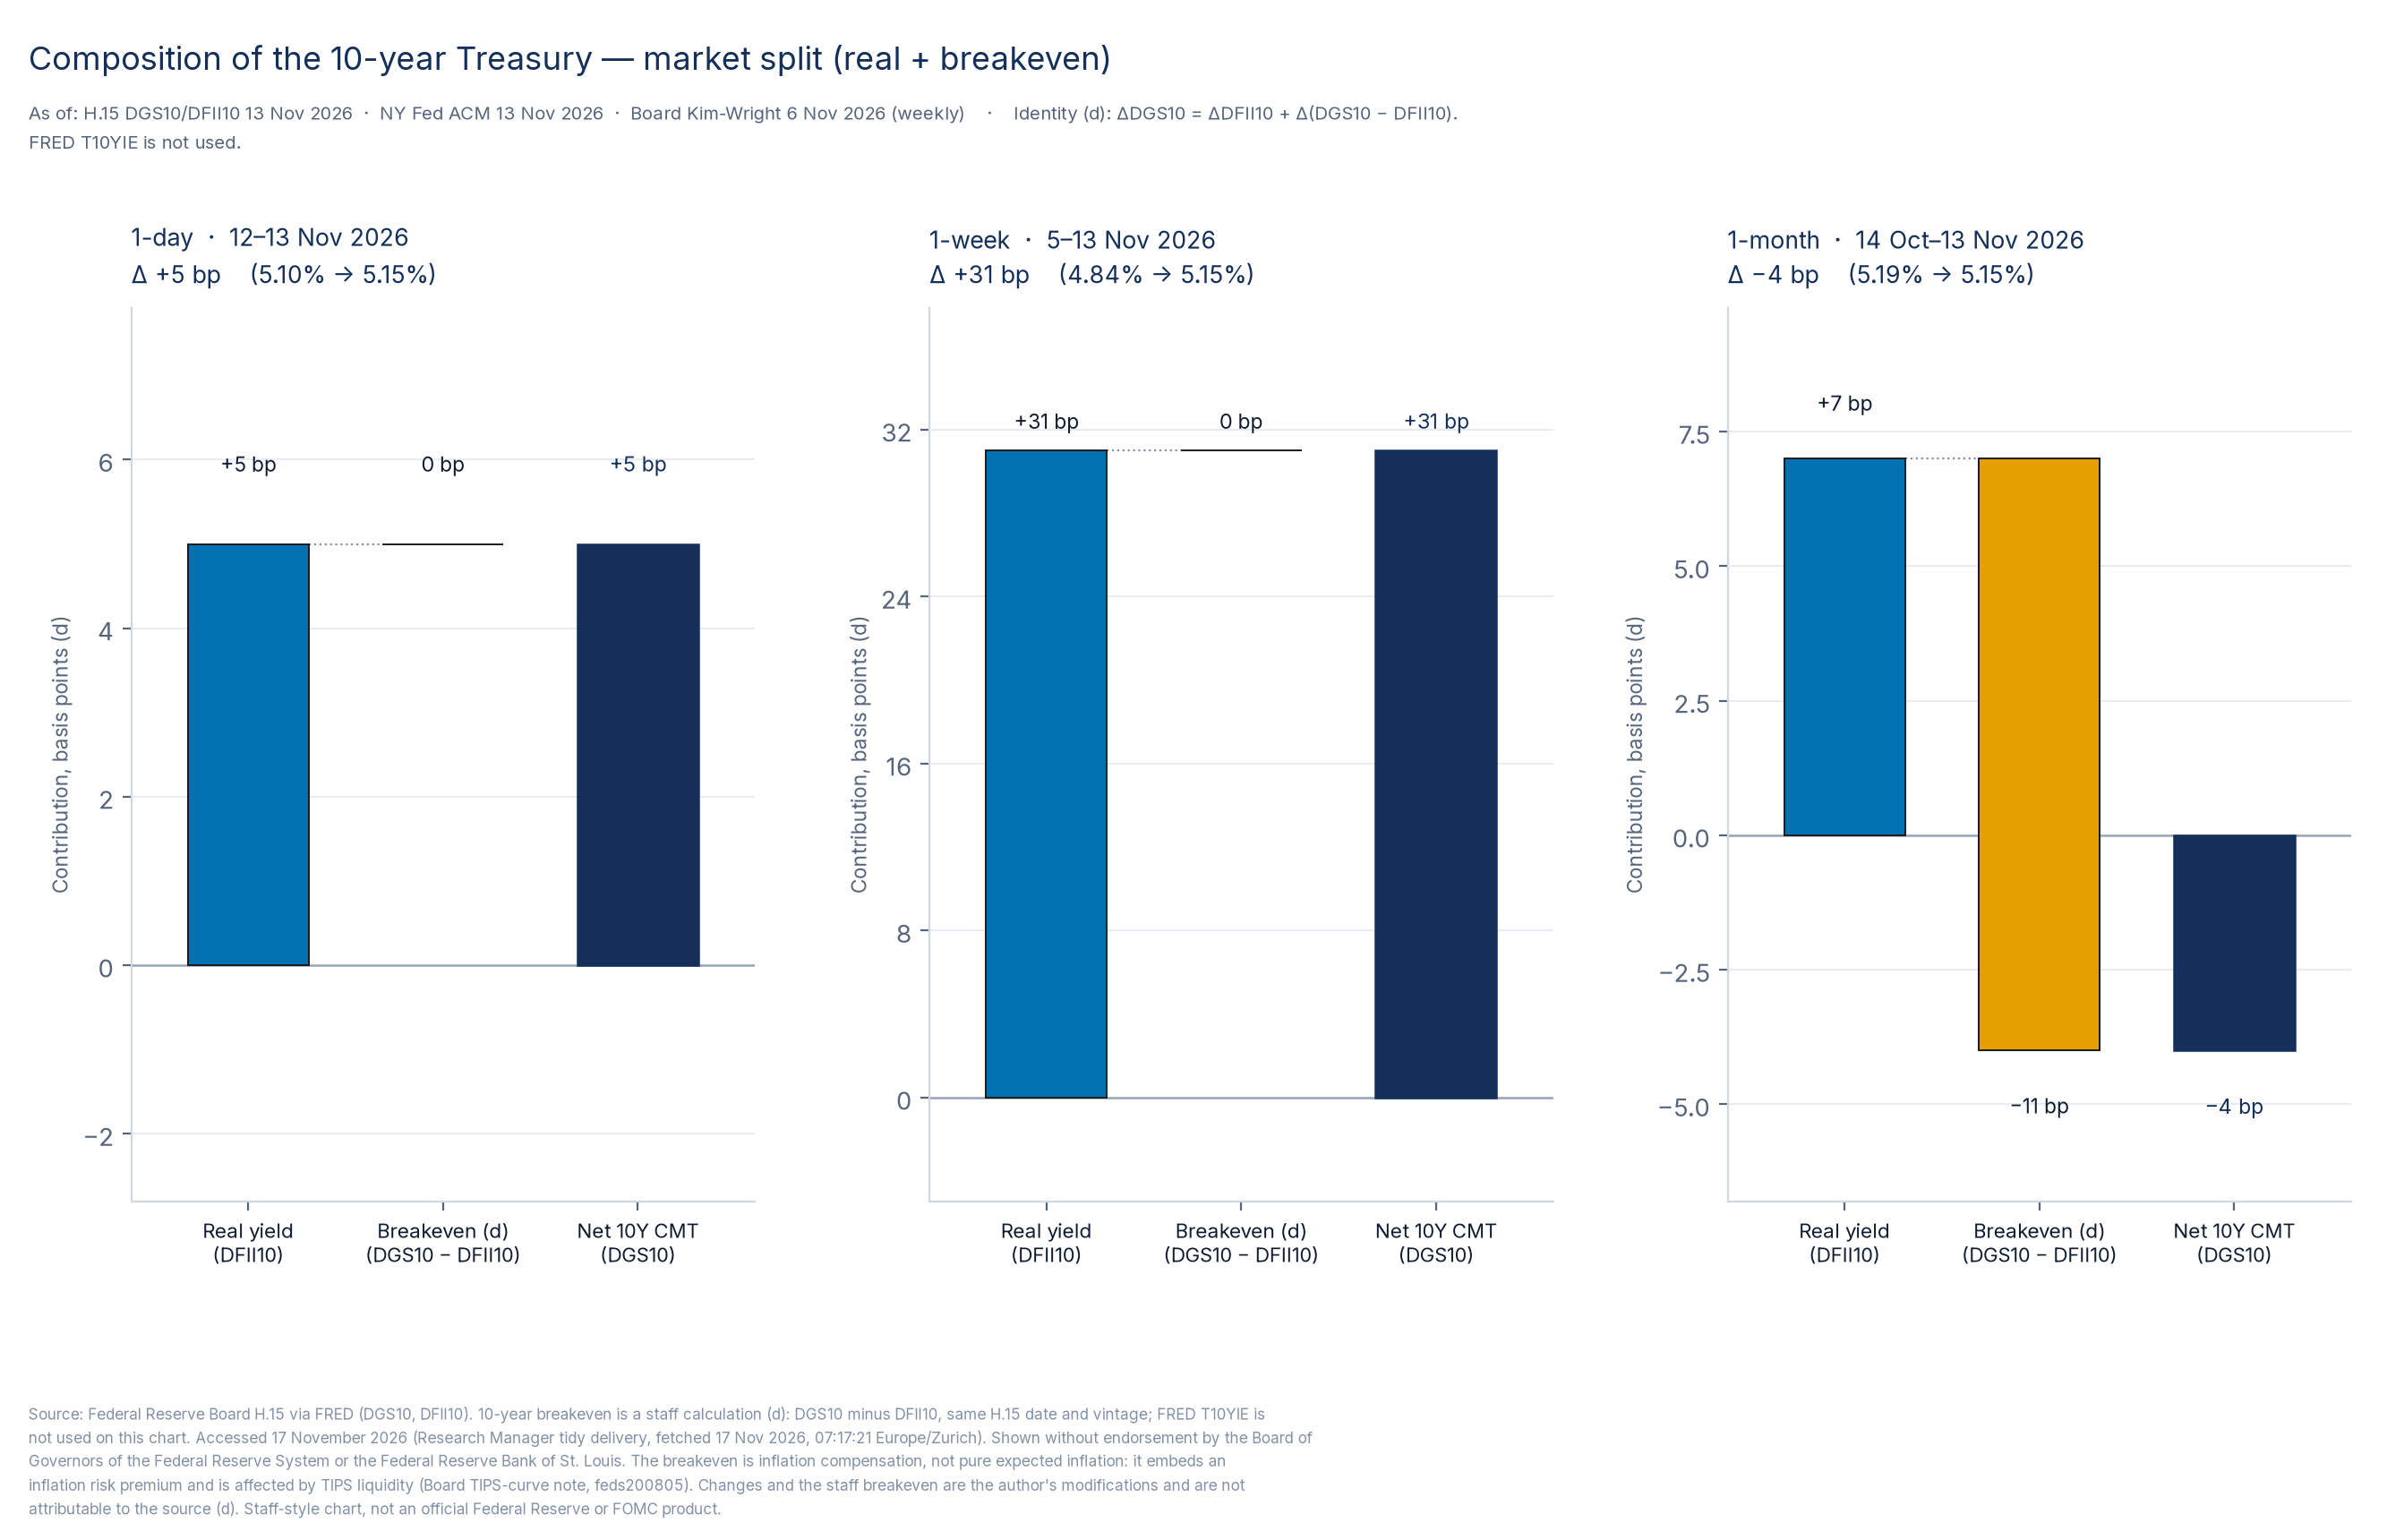 Composition of the 10-year Treasury — market split (real + breakeven)
As of: H.15 DGS10/DFII10 13 Nov 2026 · NY Fed ACM 13 Nov 2026 · Board Kim-Wright 6 Nov 2026 (weekly) · Identity (d): ΔDGS10 = ΔDFII10 + Δ(DGS10 − DFII10).
FRED T10YIE is not used.
1-day · 12–13 Nov 2026
Δ +5 bp (5.10% → 5.15%)
Contribution, basis points (d)
6
4
2
0
−2
+5 bp
0 bp
+5 bp
Real yield
(DFII10)
Breakeven (d)
(DGS10 − DFII10)
Net 10Y CMT
(DGS10)
1-week · 5–13 Nov 2026
Δ +31 bp (4.84% → 5.15%)
Contribution, basis points (d)
32
24
16
8
0
+31 bp
0 bp
+31 bp
Real yield
(DFII10)
Breakeven (d)
(DGS10 − DFII10)
Net 10Y CMT
(DGS10)
1-month · 14 Oct–13 Nov 2026
Δ −4 bp (5.19% → 5.15%)
Contribution, basis points (d)
7.5
5.0
2.5
0.0
−2.5
−5.0
+7 bp
−11 bp
−4 bp
Real yield
(DFII10)
Breakeven (d)
(DGS10 − DFII10)
Net 10Y CMT
(DGS10)
Source: Federal Reserve Board H.15 via FRED (DGS10, DFII10). 10-year breakeven is a staff calculation (d): DGS10 minus DFII10, same H.15 date and vintage; FRED T10YIE is
not used on this chart. Accessed 17 November 2026 (Research Manager tidy delivery, fetched 17 Nov 2026, 07:17:21 Europe/Zurich). Shown without endorsement by the Board of
Governors of the Federal Reserve System or the Federal Reserve Bank of St. Louis. The breakeven is inflation compensation, not pure expected inflation: it embeds an
inflation risk premium and is affected by TIPS liquidity (Board TIPS-curve note, feds200805). Changes and the staff breakeven are the author's modifications and are not
attributable to the source (d). Staff-style chart, not an official Federal Reserve or FOMC product.